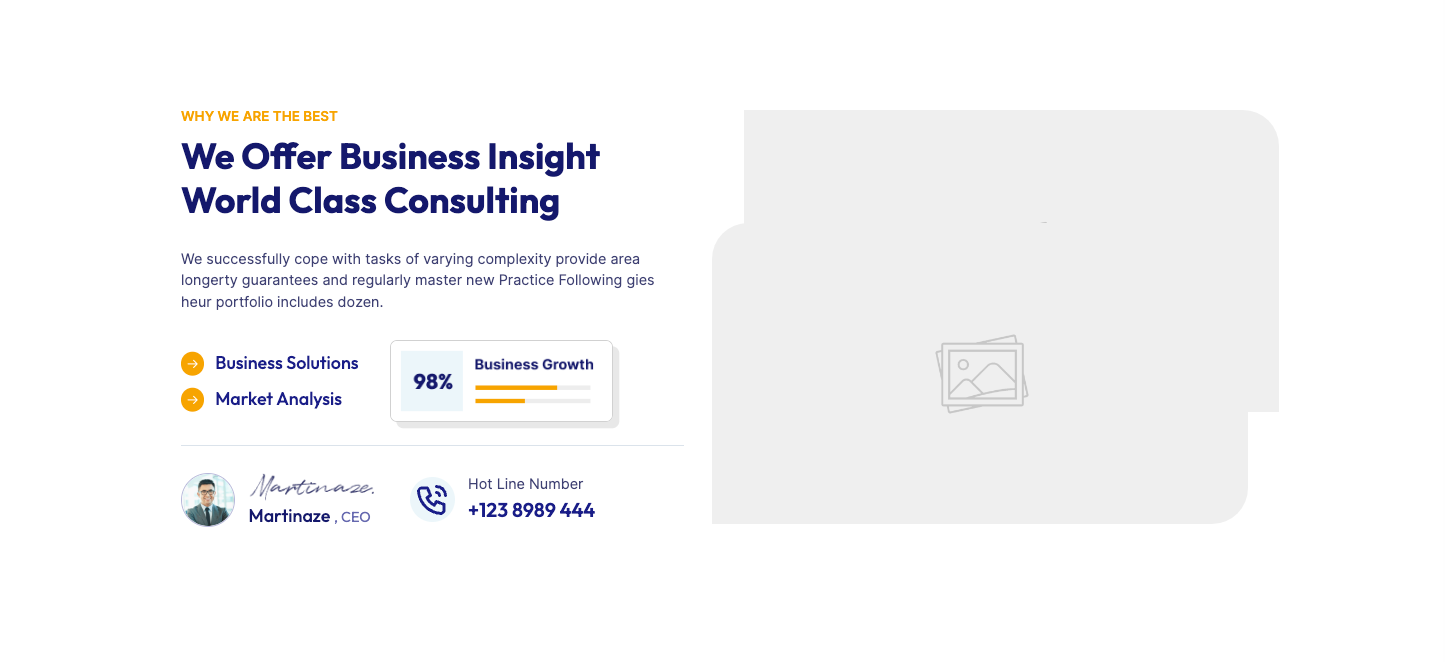 WHY WE ARE THE BEST
We Offer Business Insight
World Class Consulting
We successfully cope with tasks of varying complexity provide area
longerty guarantees and regularly master new Practice Following gies
heur portfolio includes dozen.
Business Solutions
Market Analysis
98%
Business Growth
Martinaze.
Martinaze , CEO
Hot Line Number
+123 8989 444